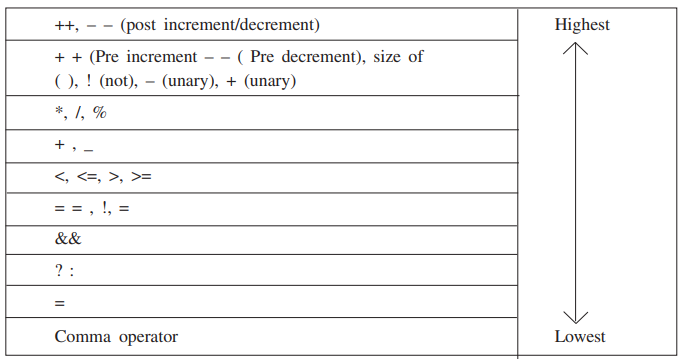 ++, – – (post increment/decrement) Highest
+ + (Pre increment – – ( Pre decrement), size of
( ), ! (not), – (unary), + (unary)
*, /, %
+ , _
<, <=, >, >=
= = , !, =
&&
? :
=
Comma operator Lowest